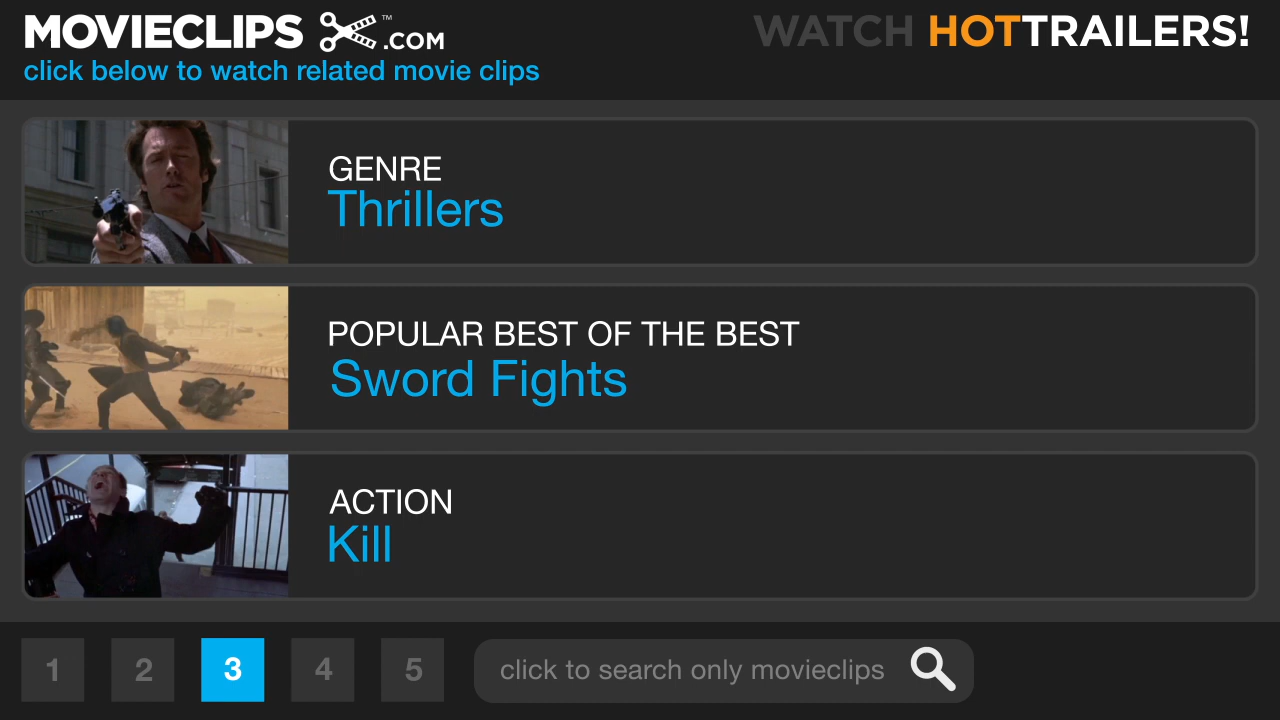 MOVIECLIPS ™ .COM
WATCH HOTTRAILERS!
click below to watch related movie clips
GENRE
Thrillers
POPULAR BEST OF THE BEST
Sword Fights
ACTION
Kill
1 2 3 4 5
click to search only movieclips